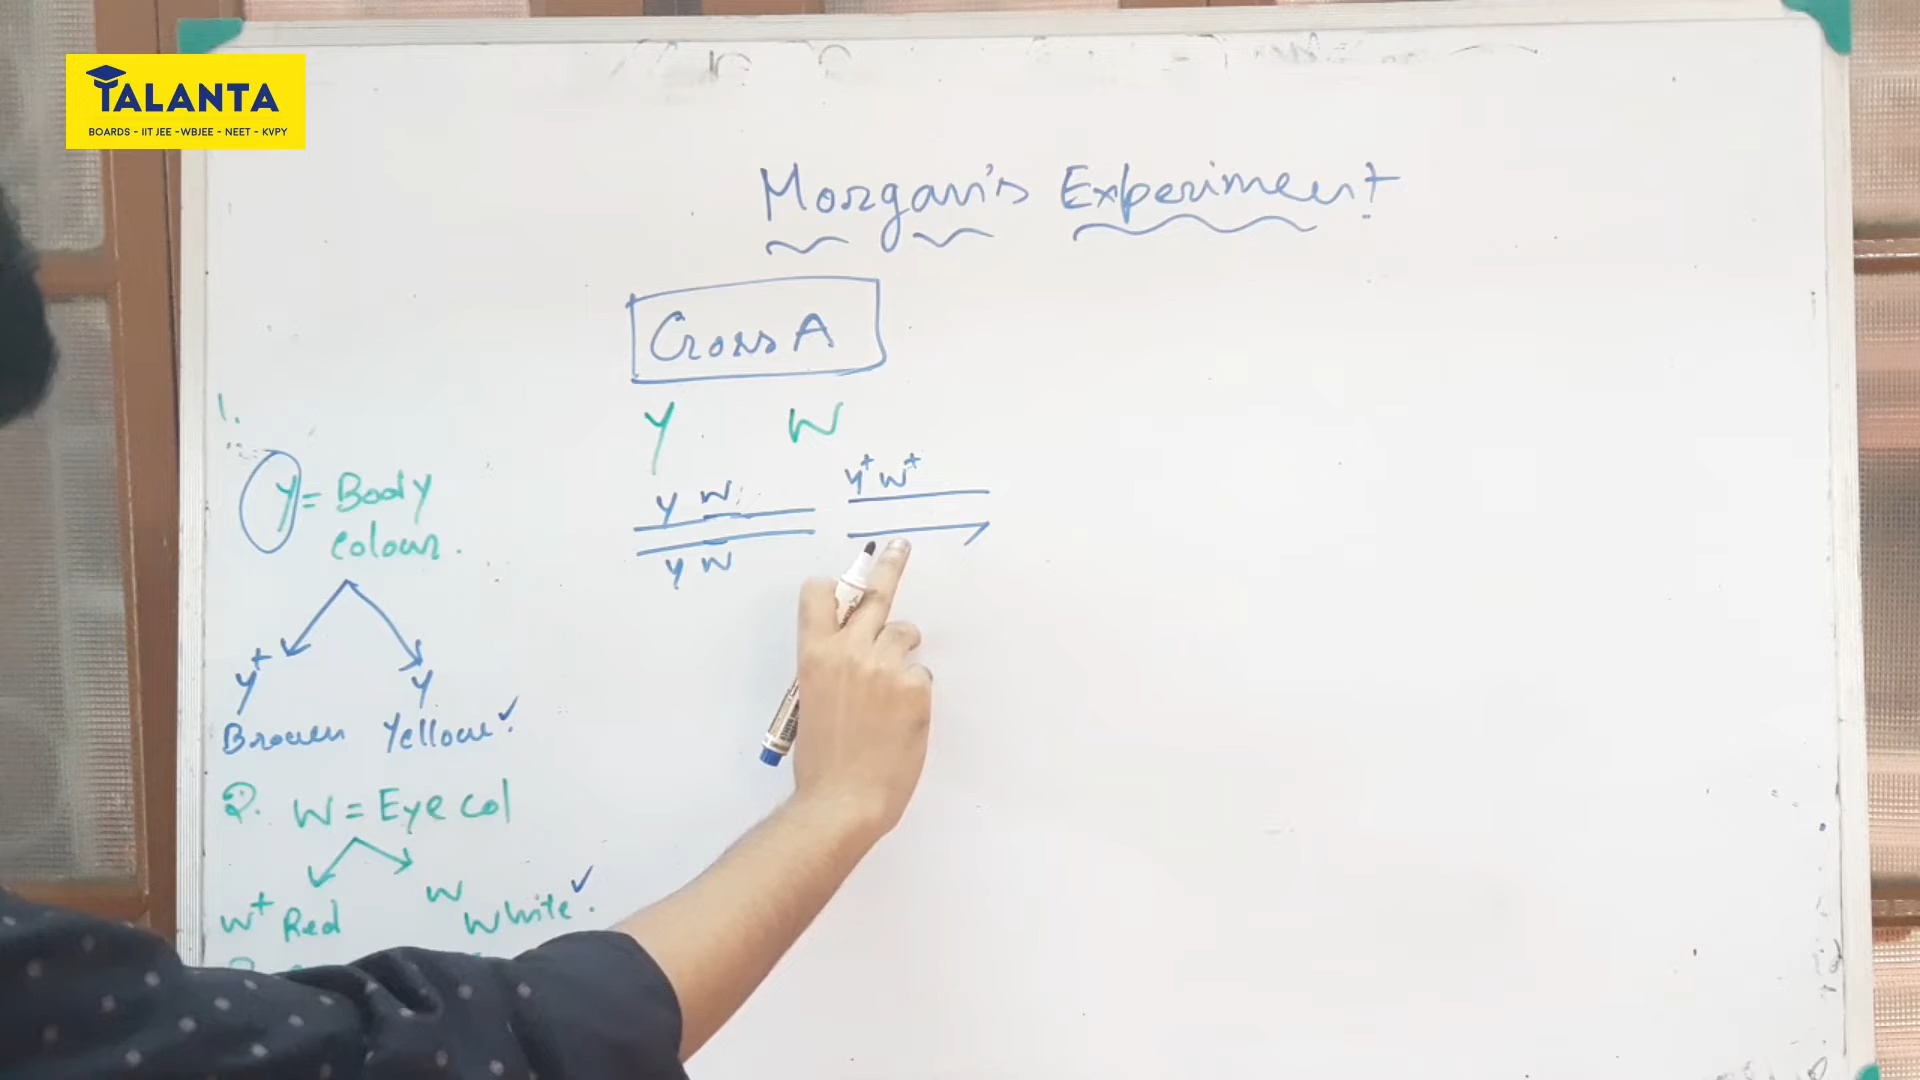 TALANTA
BOARDS - IIT JEE - WBJEE - NEET - KVPY
Morgan's Experiment
Cross A
Y W
y w y⁺ w⁺
y w
1.
y = Body
colour.
y⁺ y
Brown Yellow ✓.
2. W = Eye col
w⁺ Red w White ✓.